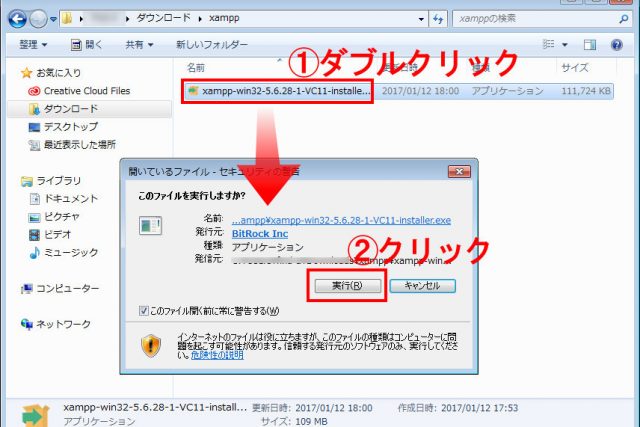 ダウンロード ▸ xampp
xamppの検索
整理 開く 共有 新しいフォルダー
名前 更新日時 種類 サイズ
①ダブルクリック
xampp-win32-5.6.28-1-VC11-installe... 2017/01/12 18:00 アプリケーション 111,724 KB
お気に入り
Creative Cloud Files
ダウンロード
デスクトップ
最近表示した場所
ライブラリ
ドキュメント
ピクチャ
ビデオ
ミュージック
コンピューター
ネットワーク
開いているファイル - セキュリティの警告
このファイルを実行しますか?
名前: ...ampp¥xampp-win32-5.6.28-1-VC11-installer.exe
発行元: BitRock Inc
種類: アプリケーション
発信元: ¥xampp¥xampp-win...
②クリック
実行(R) キャンセル
このファイルを開く前に常に警告する(W)
インターネットのファイルは役に立ちますが、このファイルの種類はコンピューターに問
題を起こす可能性があります。信頼する発行元のソフトウェアのみ、実行してくださ
い。危険性の説明
xampp-win32-5.6.28-1-VC11-install... 更新日時: 2017/01/12 18:00 作成日時: 2017/01/12 17:53
アプリケーション サイズ: 109 MB